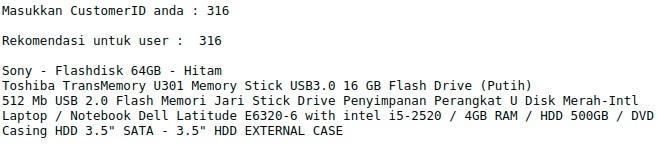 Masukkan CustomerID anda : 316
Rekomendasi untuk user :  316
Sony - Flashdisk 64GB - Hitam
Toshiba TransMemory U301 Memory Stick USB3.0 16 GB Flash Drive (Putih)
512 Mb USB 2.0 Flash Memori Jari Stick Drive Penyimpanan Perangkat U Disk Merah-Intl
Laptop / Notebook Dell Latitude E6320-6 with intel i5-2520 / 4GB RAM / HDD 500GB / DVD
Casing HDD 3.5" SATA - 3.5" HDD EXTERNAL CASE